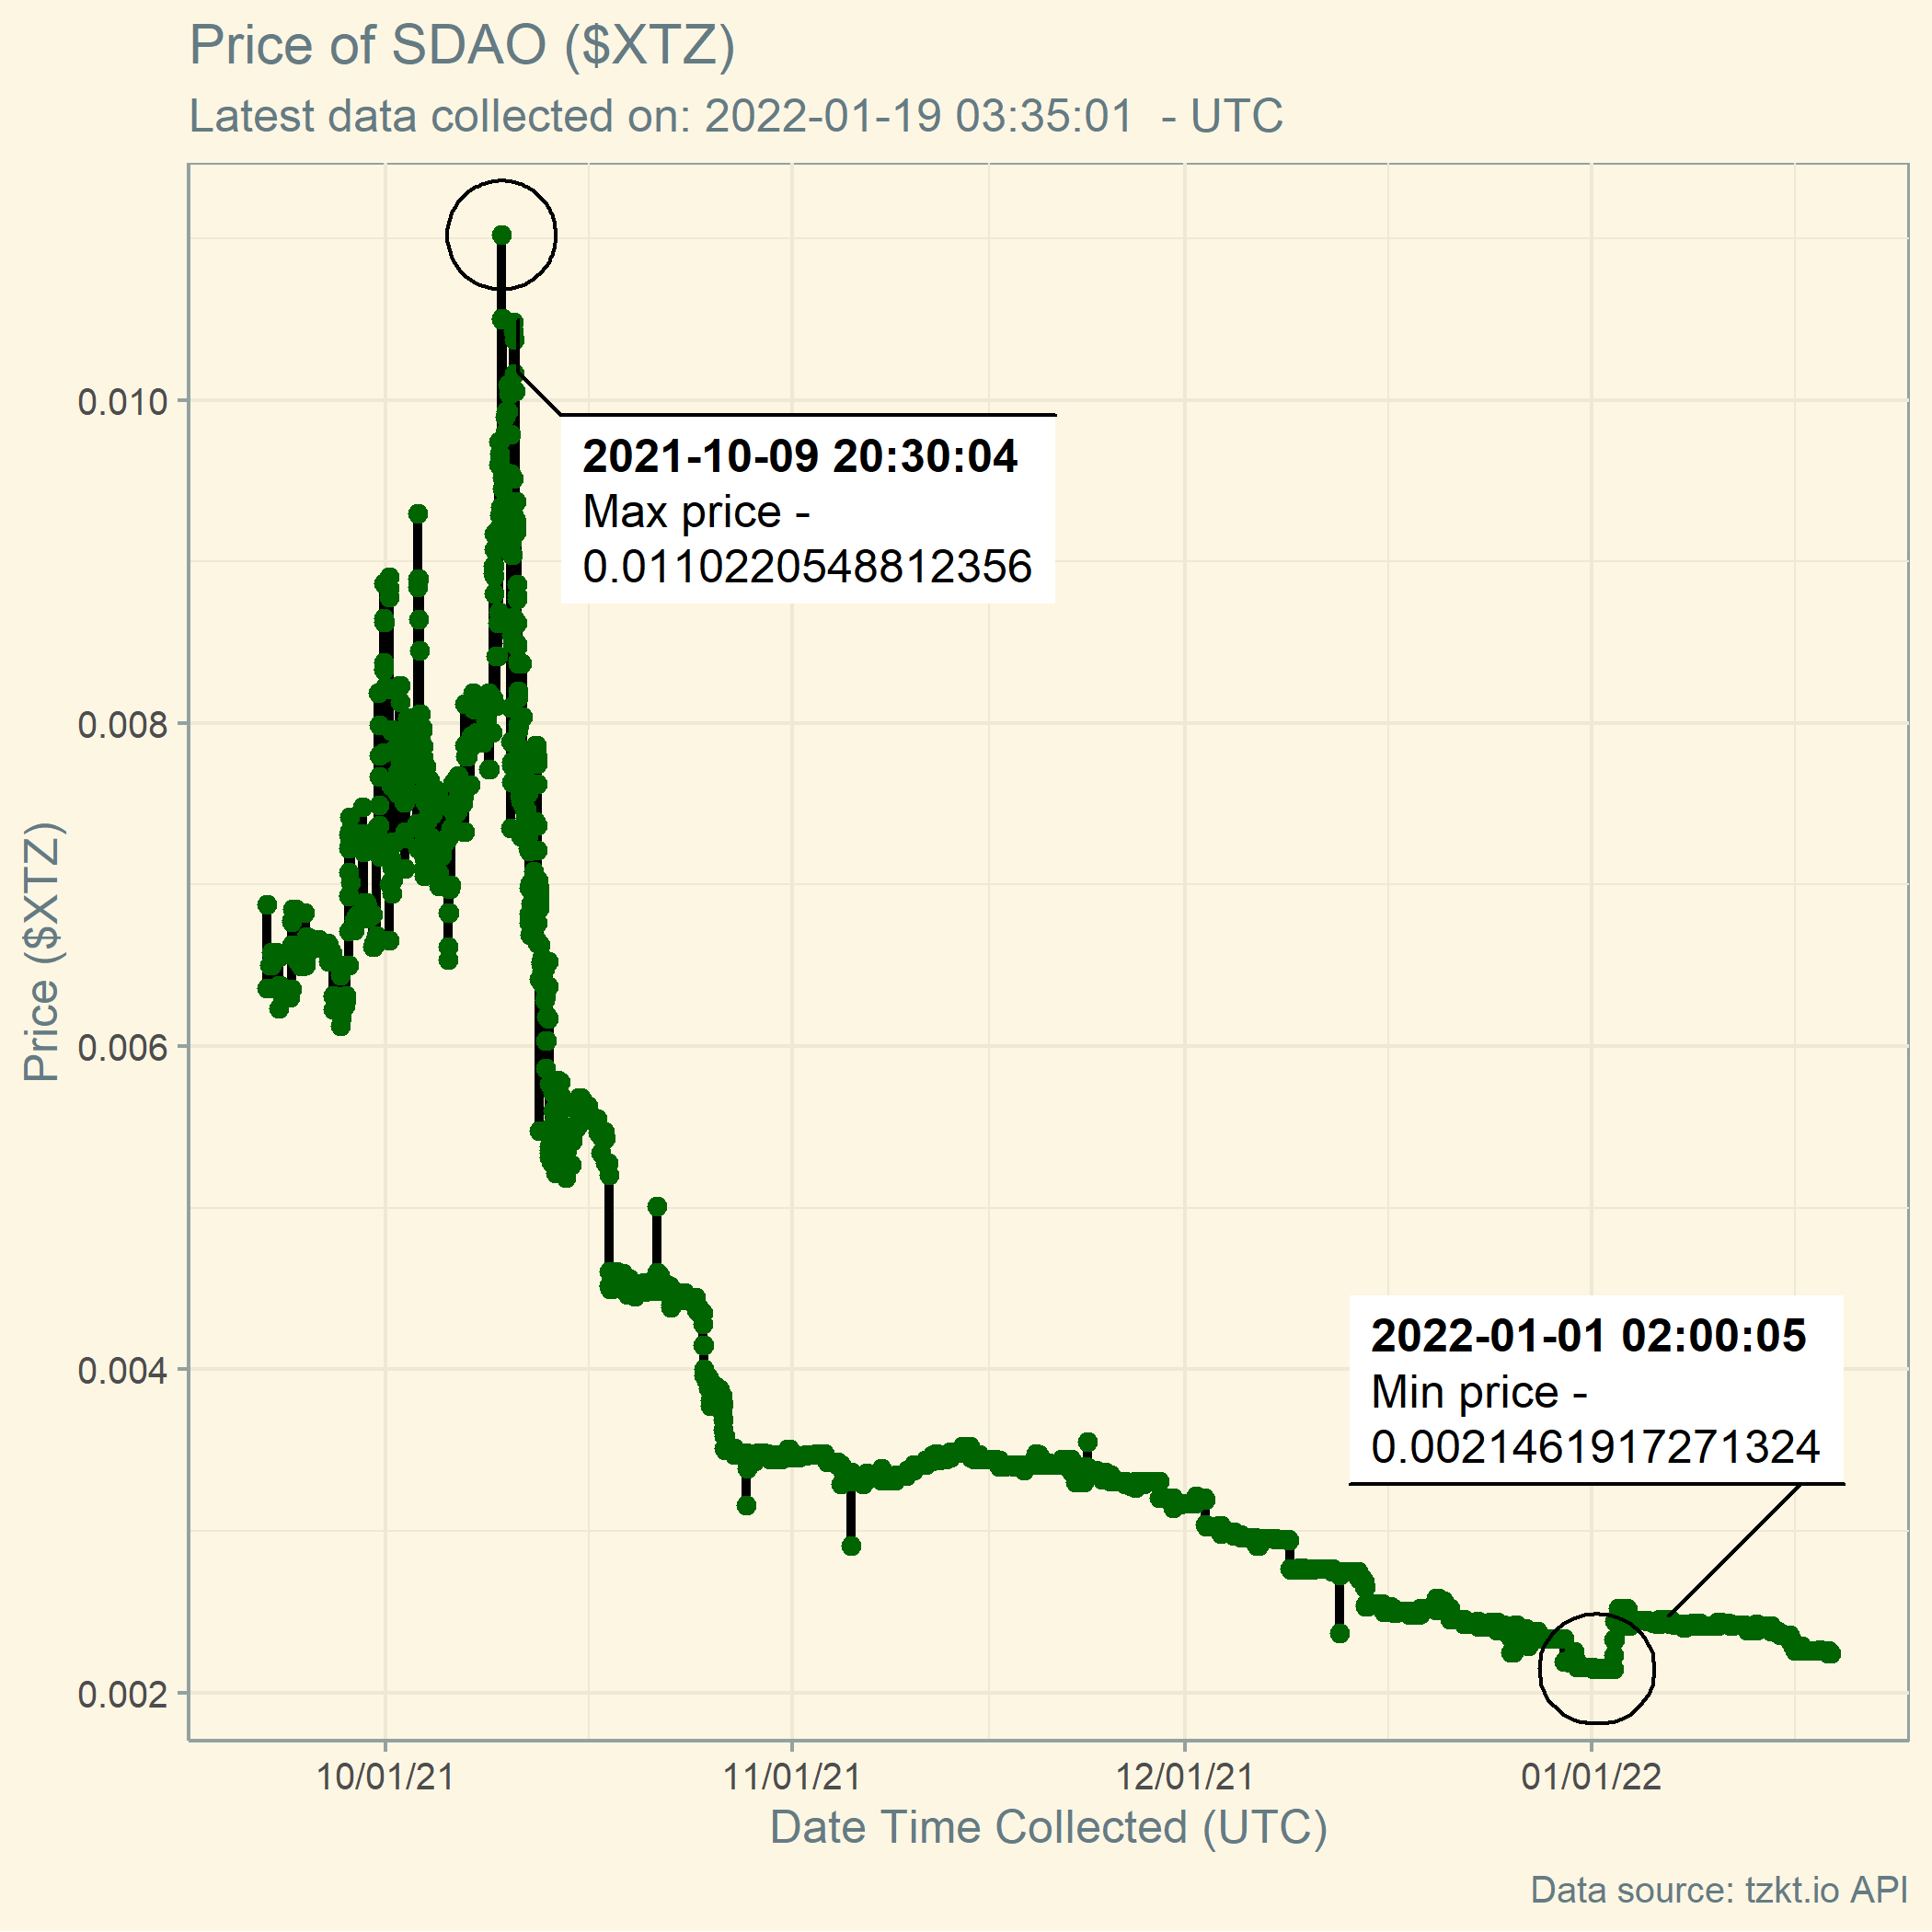 Price of SDAO ($XTZ)
Latest data collected on: 2022-01-19 03:35:01  - UTC
2021-10-09 20:30:04
Max price -
0.0110220548812356
2022-01-01 02:00:05
Min price -
0.00214619172713​24
0.010
0.008
0.006
0.004
0.002
Price ($XTZ)
10/01/21
11/01/21
12/01/21
01/01/22
Date Time Collected (UTC)
Data source: tzkt.io API